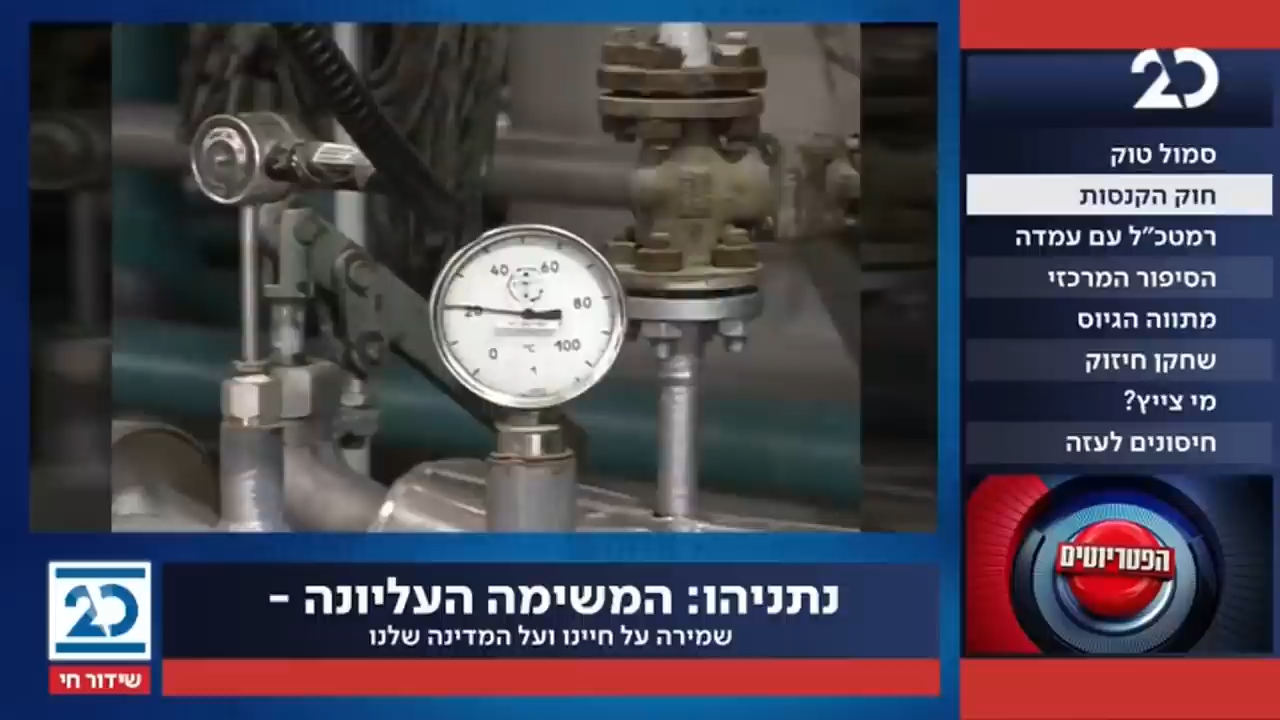 20
סמול טוק
חוק הקנסות
רמטכ״ל עם עמדה
הסיפור המרכזי
מתווה הגיוס
שחקן חיזוק
מי צייץ?
חיסונים לעזה
הפטריוטים
40 60
20 80
0 °C 100
נתניהו: המשימה העליונה -
שמירה על חיינו ועל המדינה שלנו
20
שידור חי